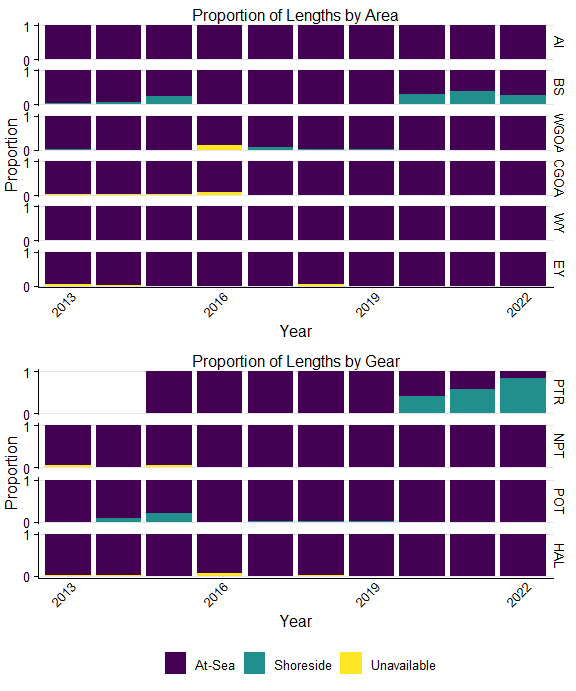 Proportion of Lengths by Area
Proportion
1
0
AI
1
0
BS
1
0
WGOA
1
0
CGOA
1
0
WY
1
0
EY
2013
2016
2019
2022
Year
Proportion of Lengths by Gear
Proportion
1
0
PTR
1
0
NPT
1
0
POT
1
0
HAL
2013
2016
2019
2022
Year
At-Sea
Shoreside
Unavailable